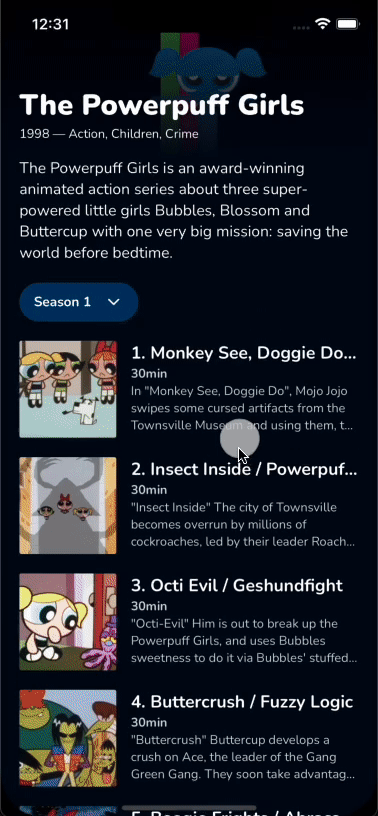 12:31
The Powerpuff Girls
1998 — Action, Children, Crime
The Powerpuff Girls is an award-winning
animated action series about three super-
powered little girls Bubbles, Blossom and
Buttercup with one very big mission: saving the
world before bedtime.
Season 1
1. Monkey See, Doggie Do...
30min
In "Monkey See, Doggie Do", Mojo Jojo
swipes some cursed artifacts from the
Townsville Museum and using them, t...
2. Insect Inside / Powerpuf...
30min
"Insect Inside" The city of Townsville
becomes overrun by millions of
cockroaches, led by their leader Roach...
3. Octi Evil / Geshundfight
30min
"Octi-Evil" Him is out to break up the
Powerpuff Girls, and uses Bubbles
sweetness to do it via Bubbles' stuffed...
4. Buttercrush / Fuzzy Logic
30min
"Buttercrush" Buttercup develops a
crush on Ace, the leader of the Gang
Green Gang. They soon take advantag...
5. Boogie Frights / Abrac...